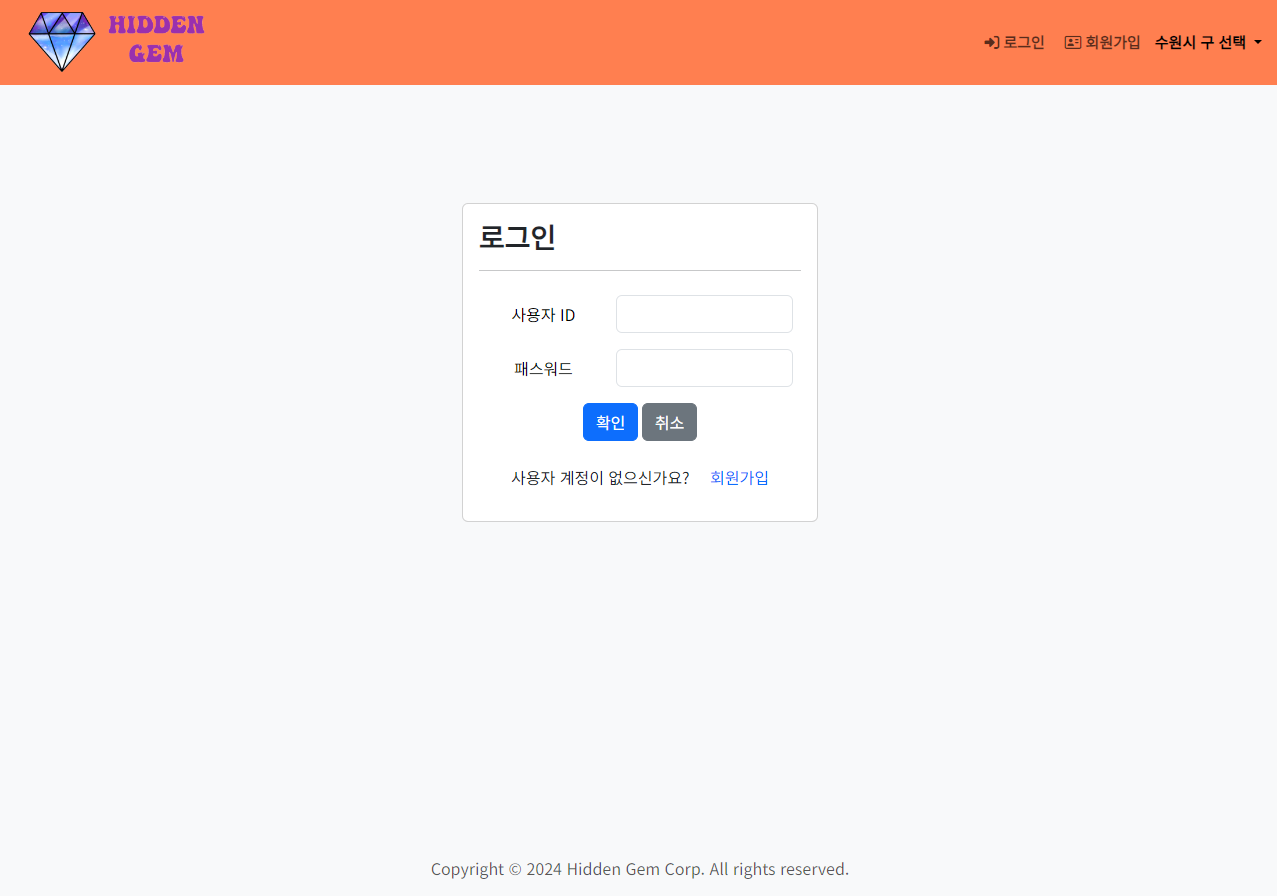 HIDDEN
GEM
로그인 회원가입 수원시 구 선택
로그인
사용자 ID
패스워드
확인 취소
사용자 계정이 없으신가요? 회원가입
Copyright © 2024 Hidden Gem Corp. All rights reserved.